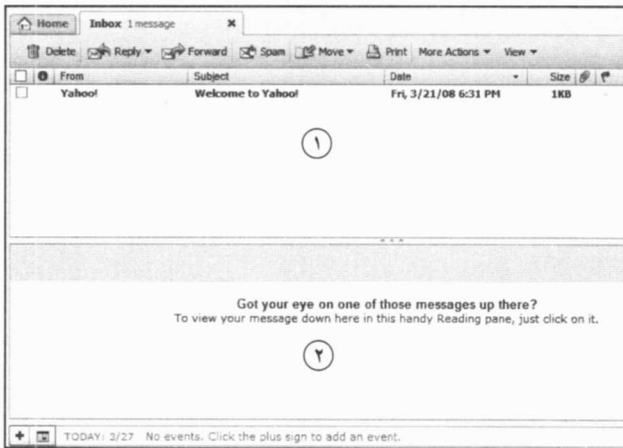 Home Inbox 1 message ×
Delete Reply Forward Spam Move Print More Actions View
From Subject Date Size
Yahoo! Welcome to Yahoo! Fri, 3/21/08 6:31 PM 1KB
۱
Got your eye on one of those messages up there?
To view your message down here in this handy Reading pane, just click on it.
۲
TODAY: 3/27 No events. Click the plus sign to add an event.